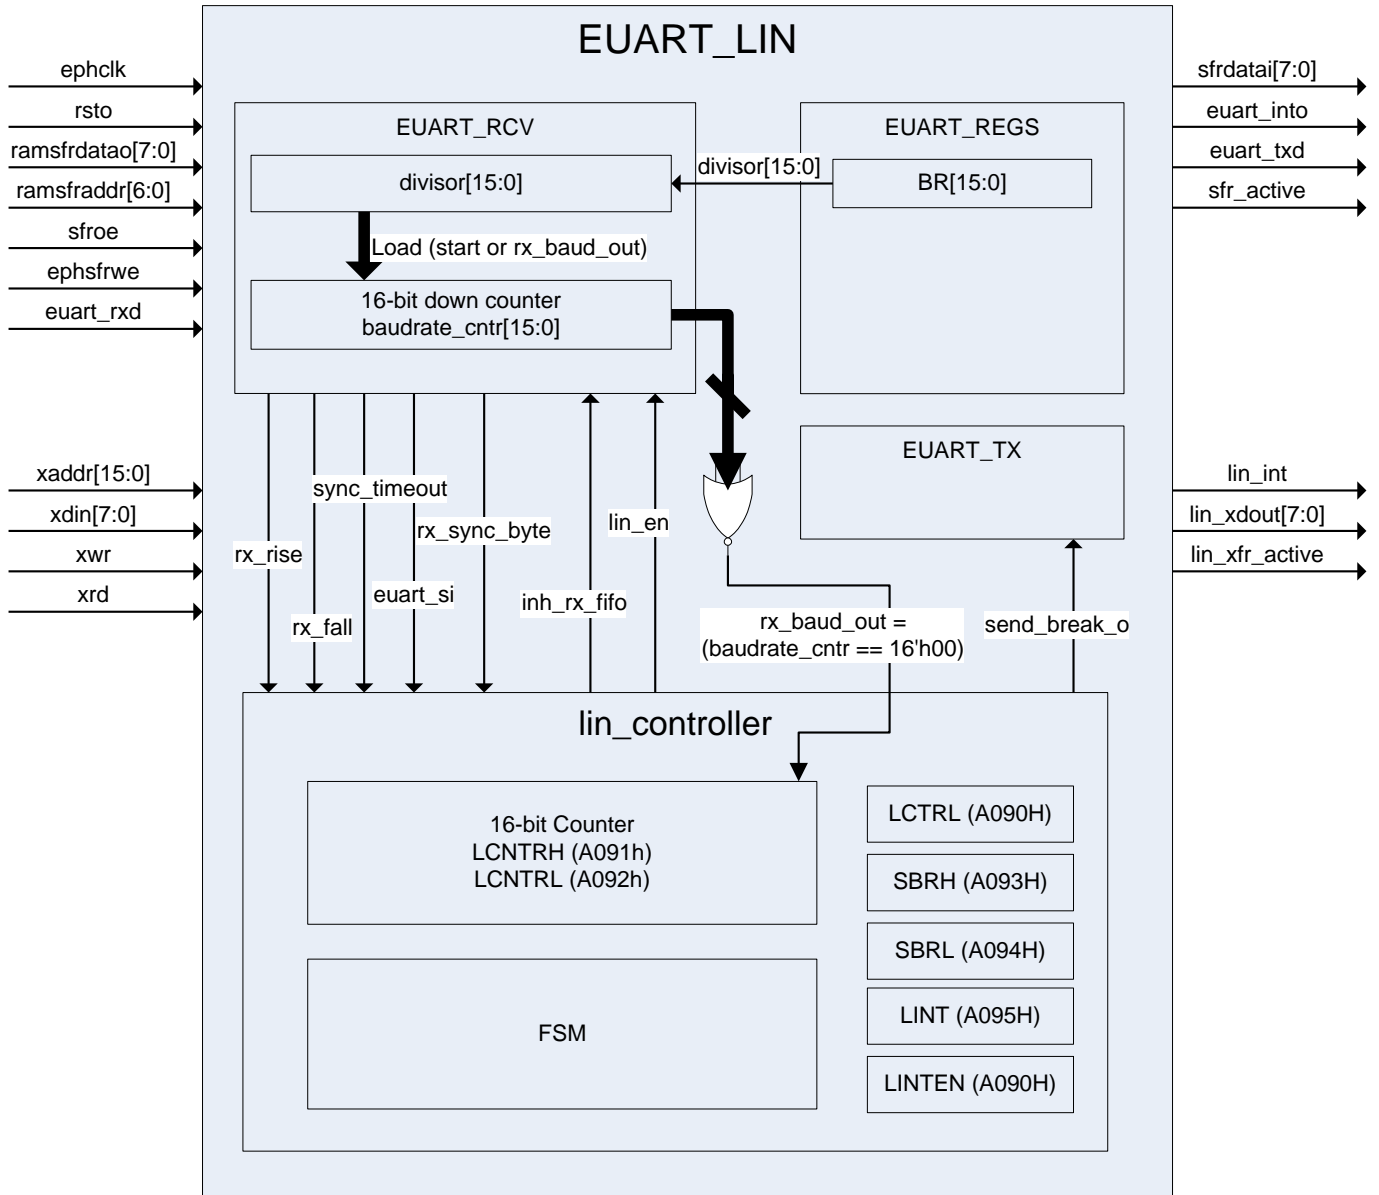 EUART_LIN
ephclk
rsto
ramsfrdatao[7:0]
ramsfraddr[6:0]
sfroe
ephsfrwe
euart_rxd
xaddr[15:0]
xdin[7:0]
xwr
xrd
EUART_RCV
divisor[15:0]
Load (start or rx_baud_out)
16-bit down counter
baudrate_cntr[15:0]
divisor[15:0]
EUART_REGS
BR[15:0]
EUART_TX
sfrdatai[7:0]
euart_into
euart_txd
sfr_active
lin_int
lin_xdout[7:0]
lin_xfr_active
rx_rise
rx_fall
sync_timeout
euart_si
rx_sync_byte
inh_rx_fifo
lin_en
rx_baud_out =
(baudrate_cntr == 16'h00)
send_break_o
lin_controller
16-bit Counter
LCNTRH (A091h)
LCNTRL (A092h)
FSM
LCTRL (A090H)
SBRH (A093H)
SBRL (A094H)
LINT (A095H)
LINTEN (A090H)